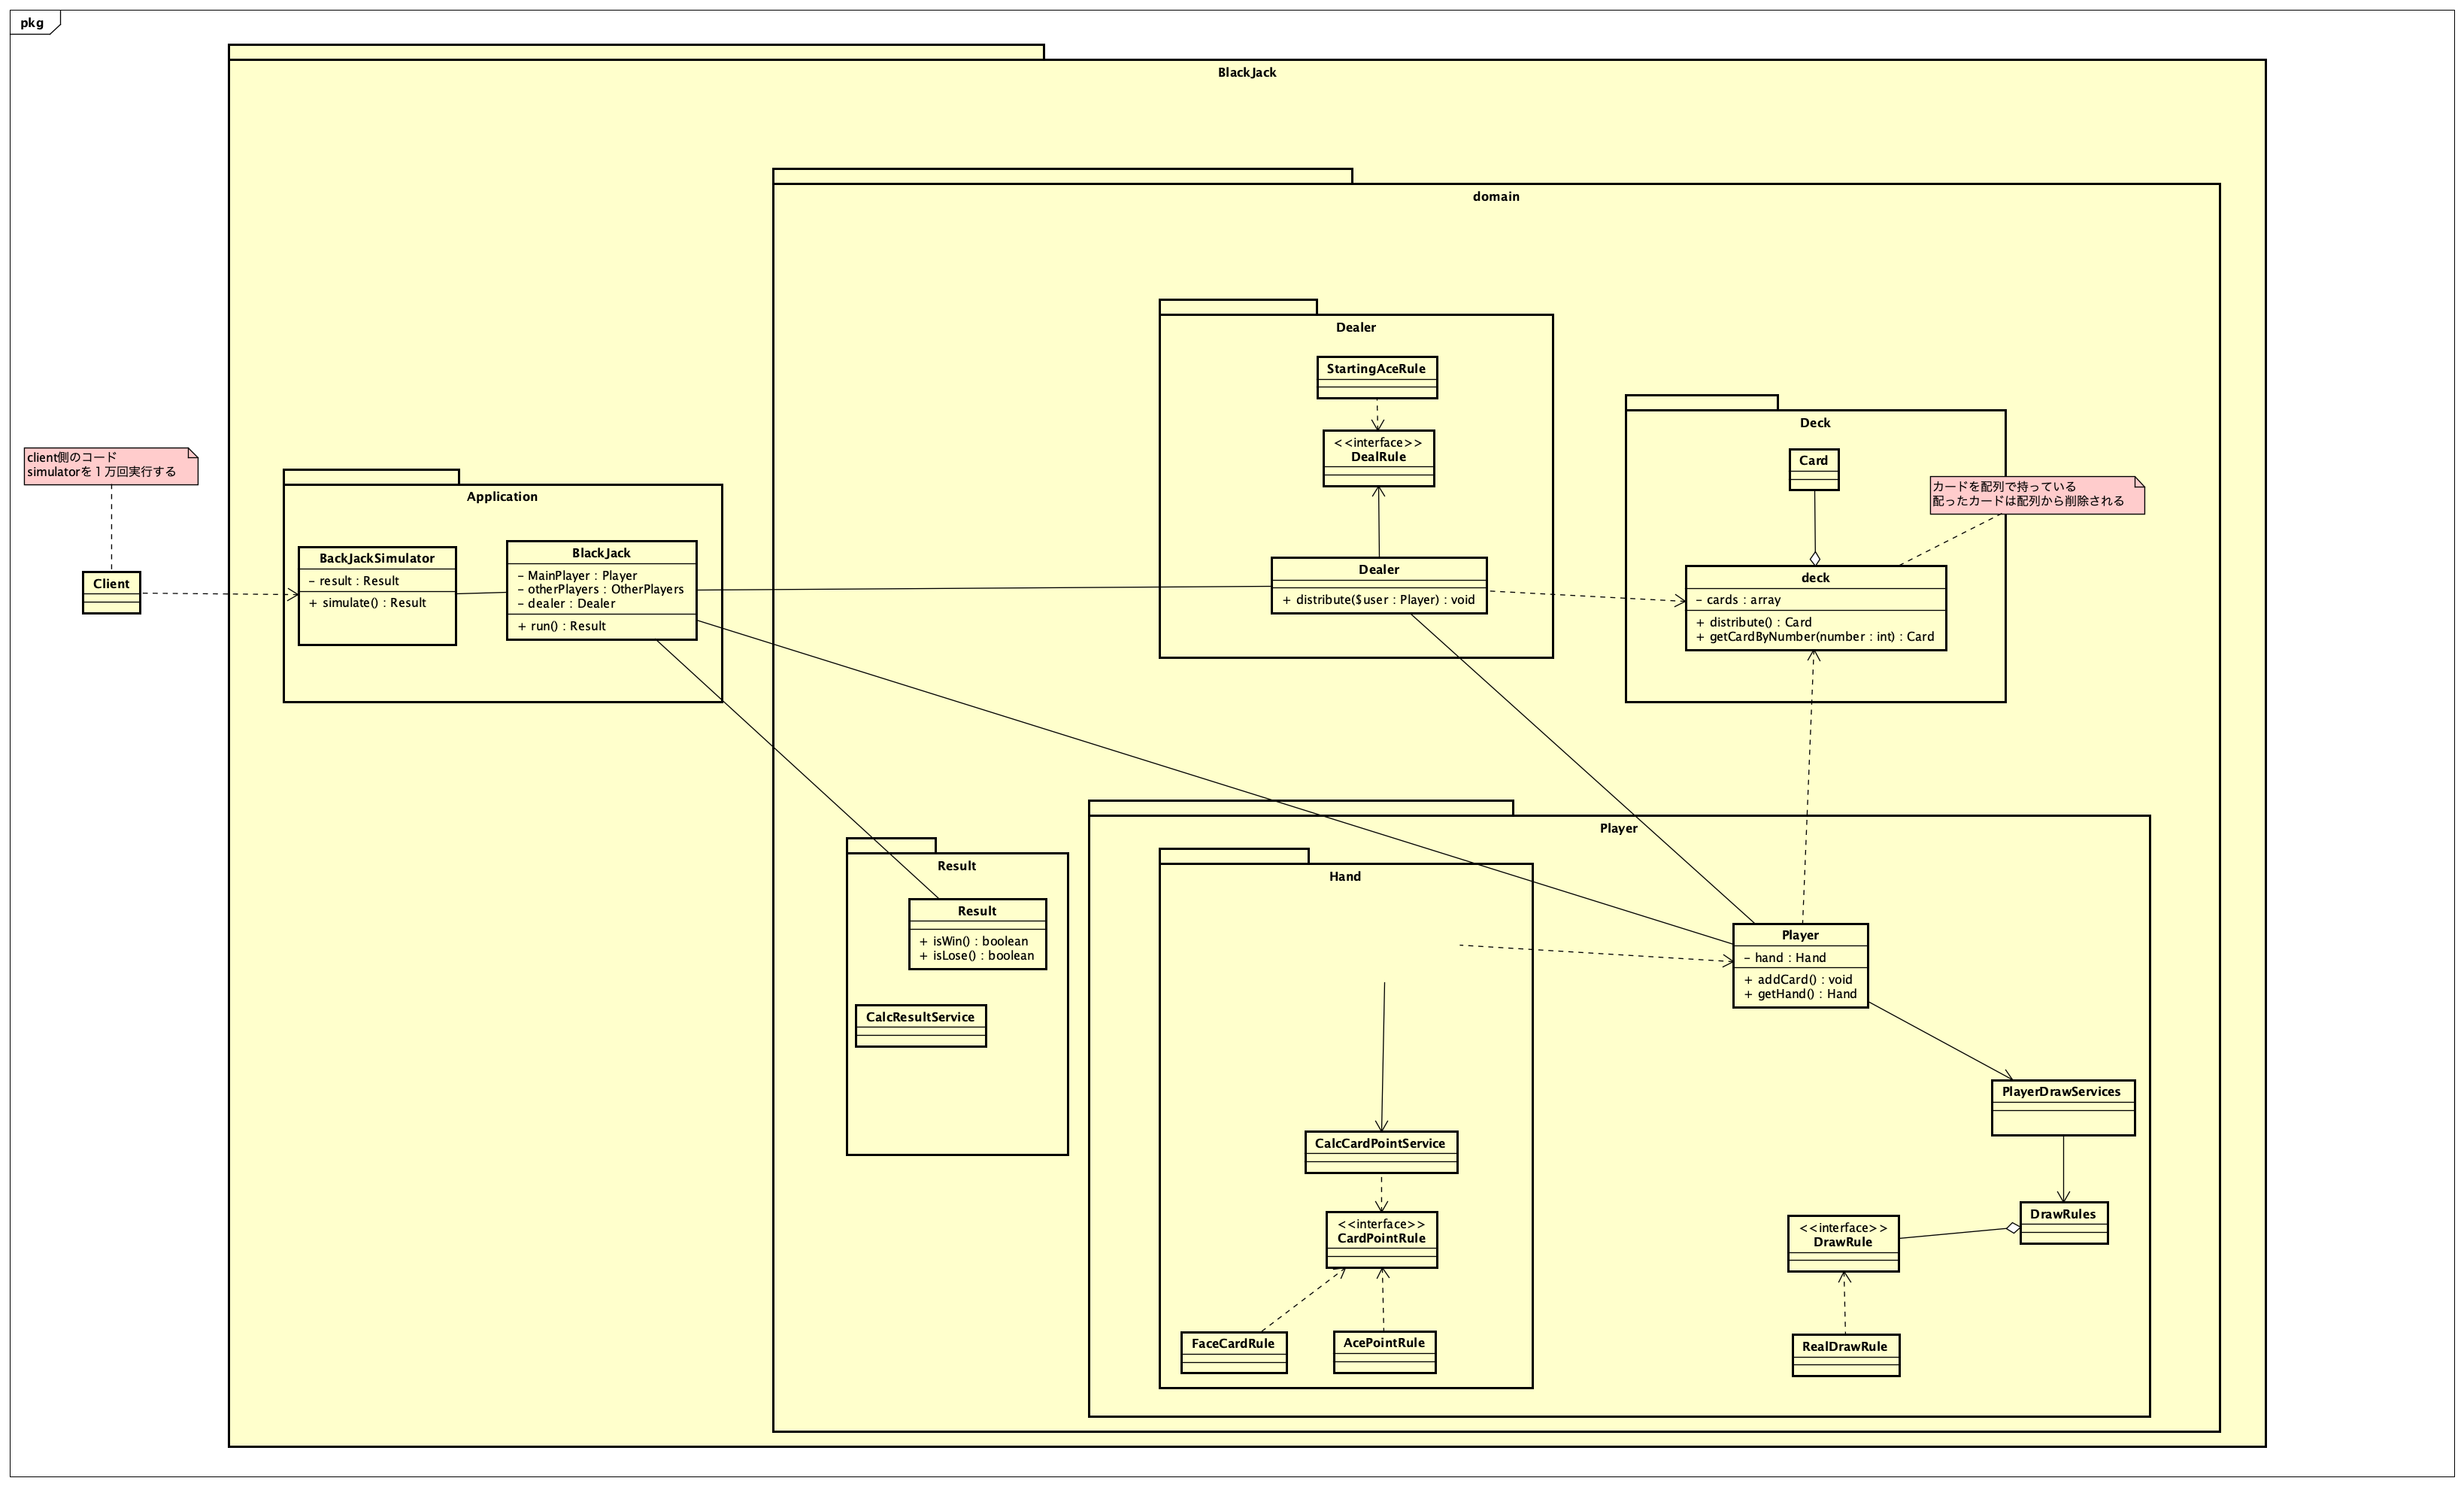 pkg
BlackJack
domain
Dealer
StartingAceRule
<<interface>>
DealRule
Dealer
+ distribute($user : Player) : void
Deck
Card
カードを配列で持っている
配ったカードは配列から削除される
deck
- cards : array
+ distribute() : Card
+ getCardByNumber(number : int) : Card
client側のコード
simulatorを１万回実行する
Client
Application
BackJackSimulator
- result : Result
+ simulate() : Result
BlackJack
- MainPlayer : Player
- otherPlayers : OtherPlayers
- dealer : Dealer
+ run() : Result
Result
Result
+ isWin() : boolean
+ isLose() : boolean
CalcResultService
Player
Hand
CalcCardPointService
<<interface>>
CardPointRule
FaceCardRule
AcePointRule
Player
- hand : Hand
+ addCard() : void
+ getHand() : Hand
PlayerDrawServices
DrawRules
<<interface>>
DrawRule
RealDrawRule